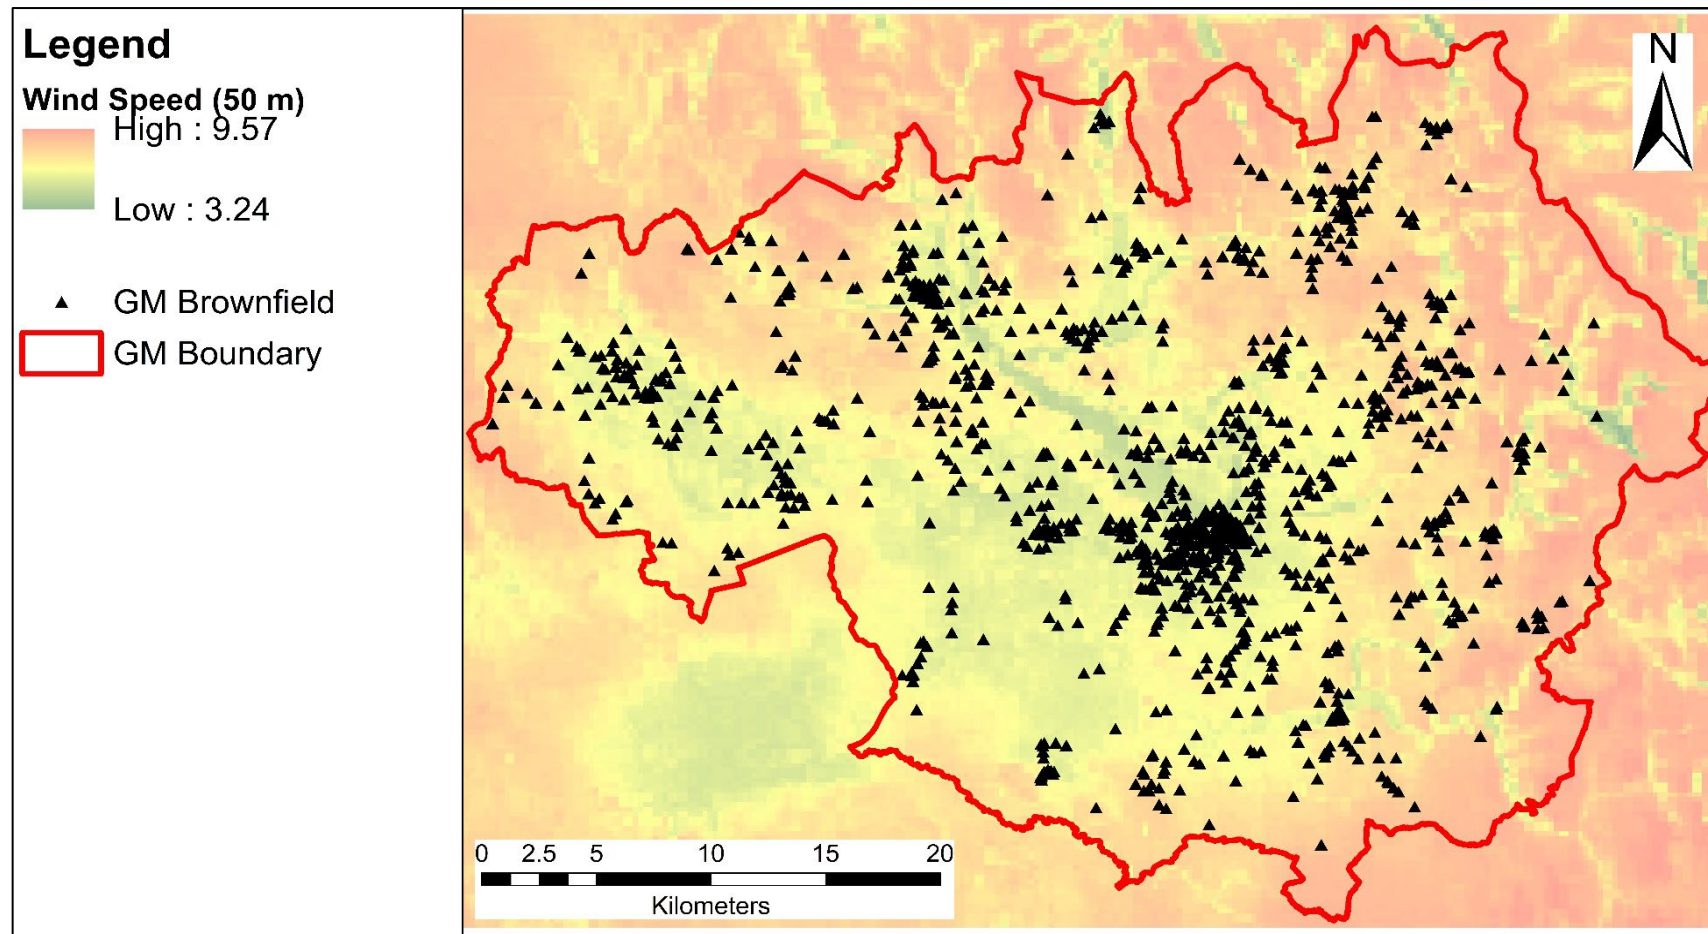 Legend
Wind Speed (50 m)
High : 9.57
Low : 3.24
GM Brownfield
GM Boundary
N
0 2.5 5 10 15 20
Kilometers